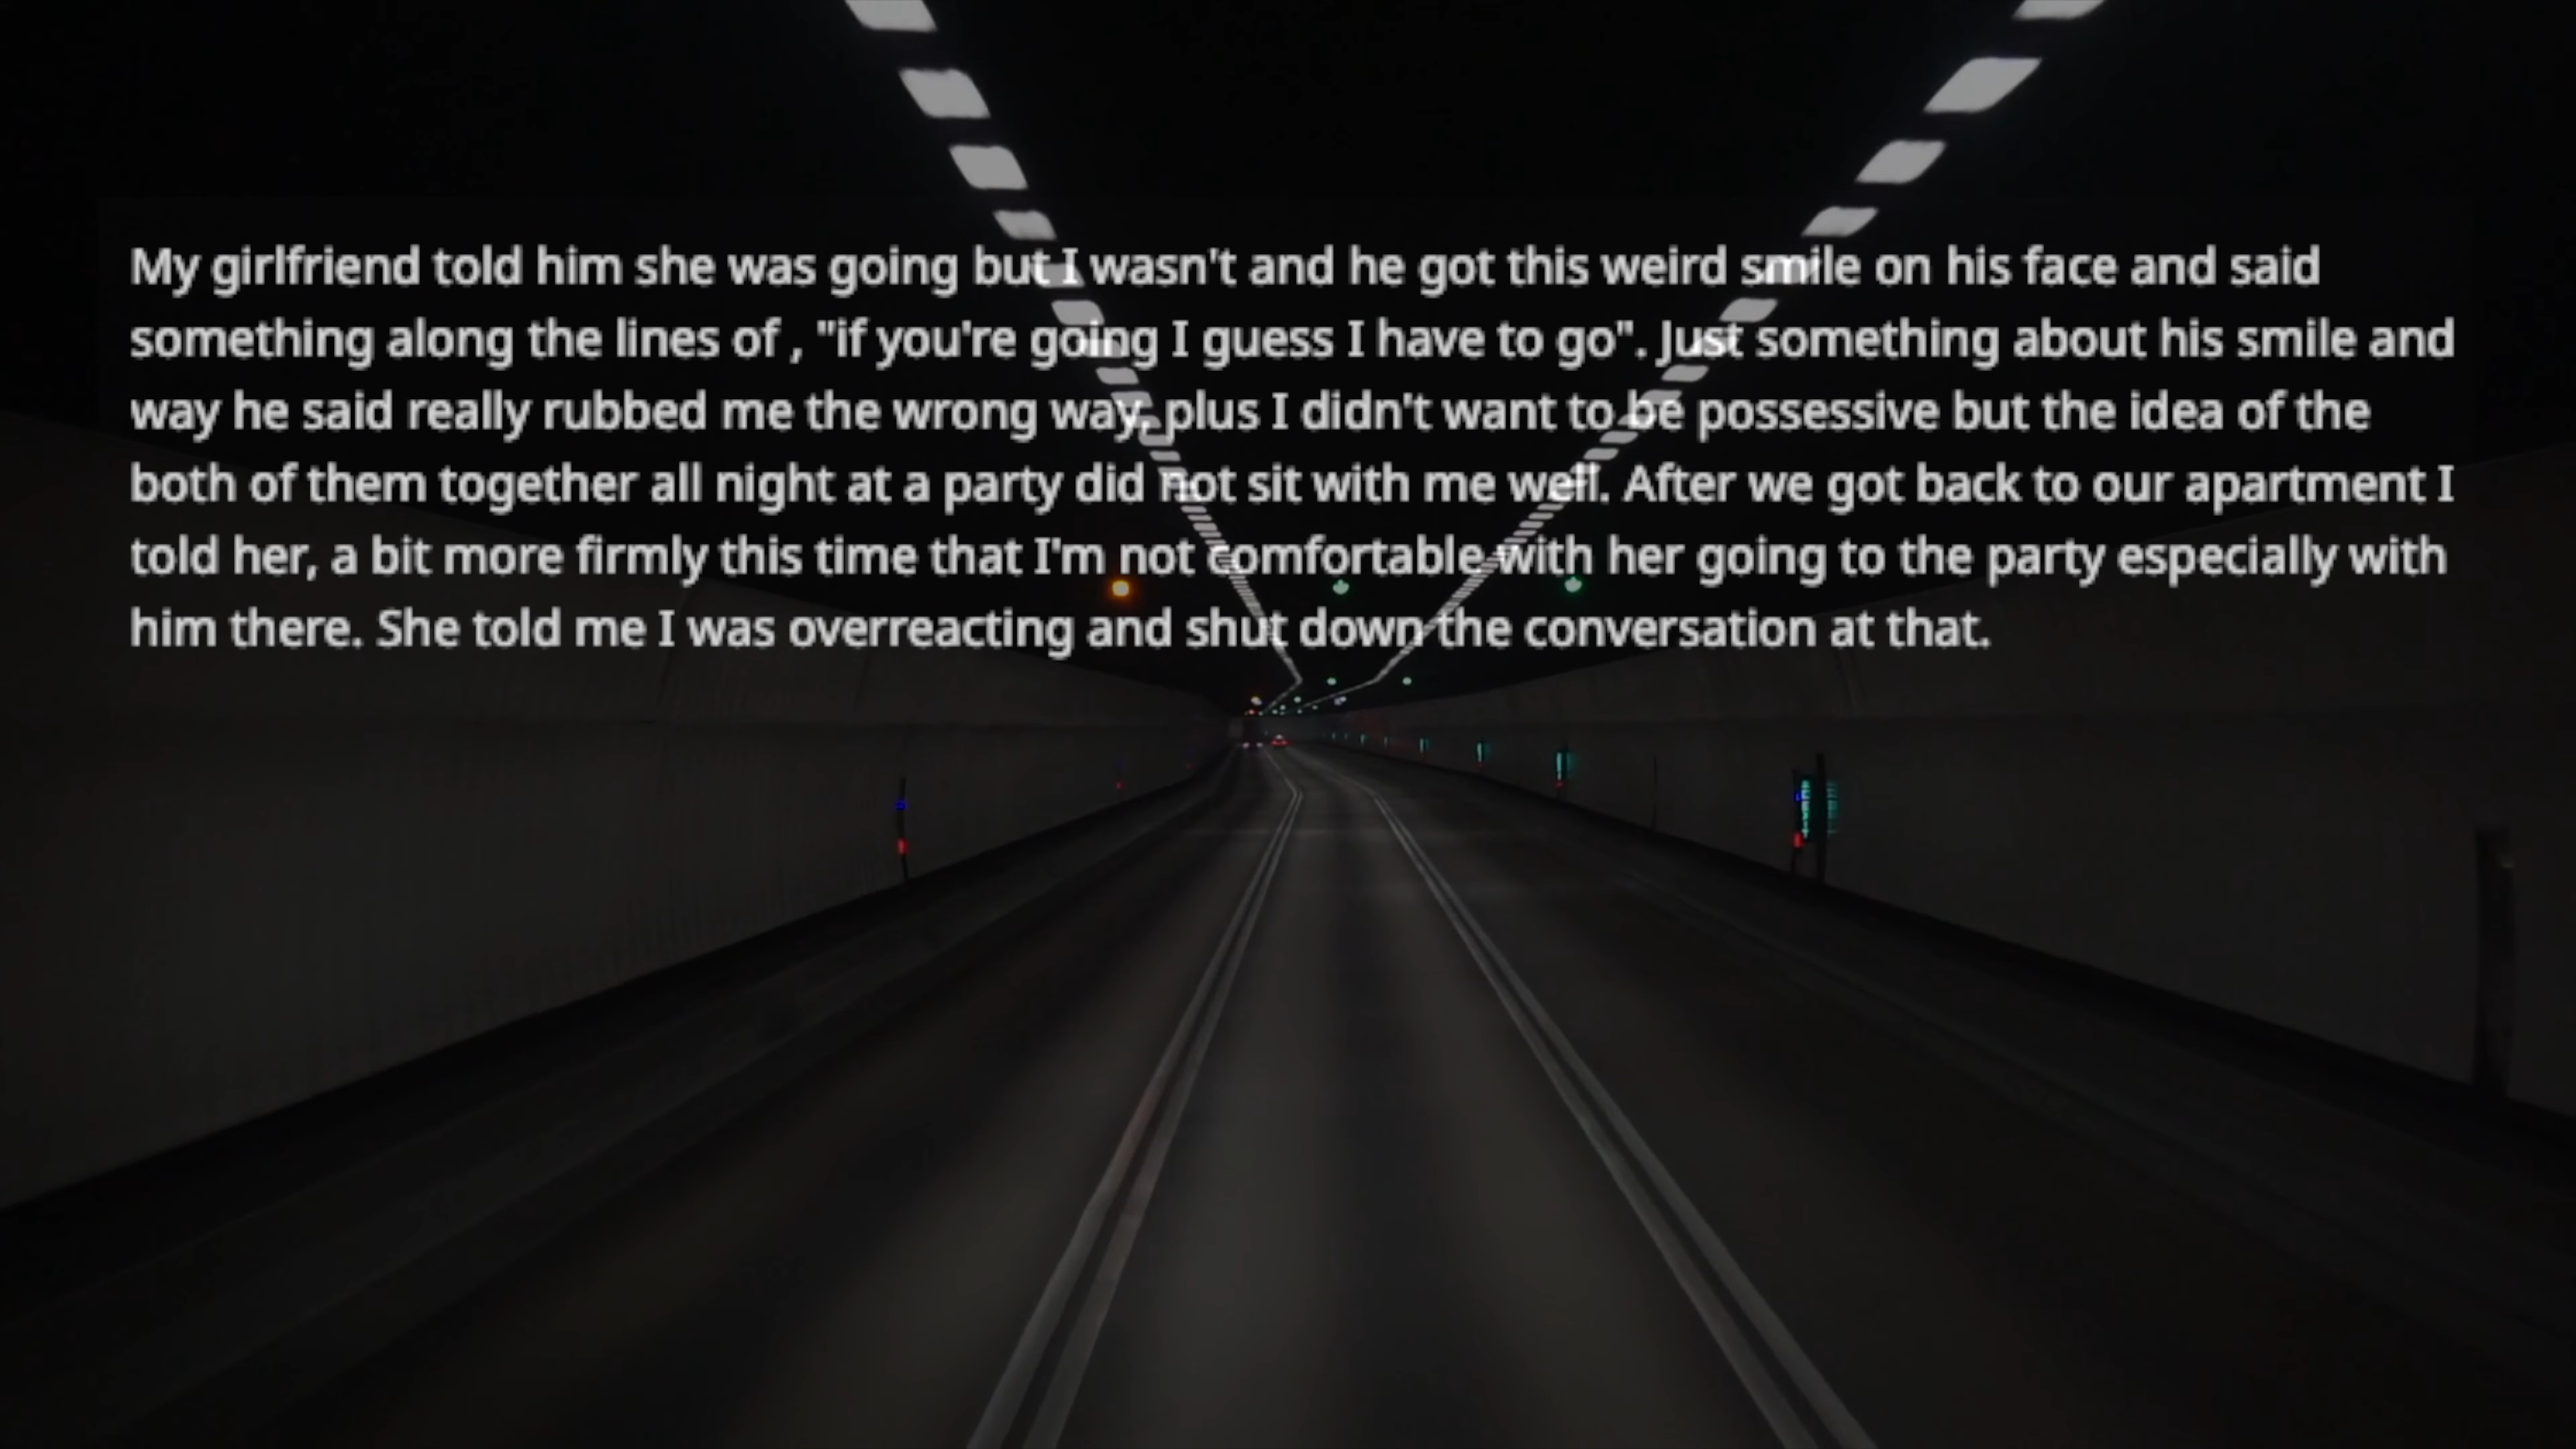 My girlfriend told him she was going but I wasn't and he got this weird smile on his face and said
something along the lines of , "if you're going I guess I have to go". Just something about his smile and
way he said really rubbed me the wrong way, plus I didn't want to be possessive but the idea of the
both of them together all night at a party did not sit with me well. After we got back to our apartment I
told her, a bit more firmly this time that I'm not comfortable with her going to the party especially with
him there. She told me I was overreacting and shut down the conversation at that.